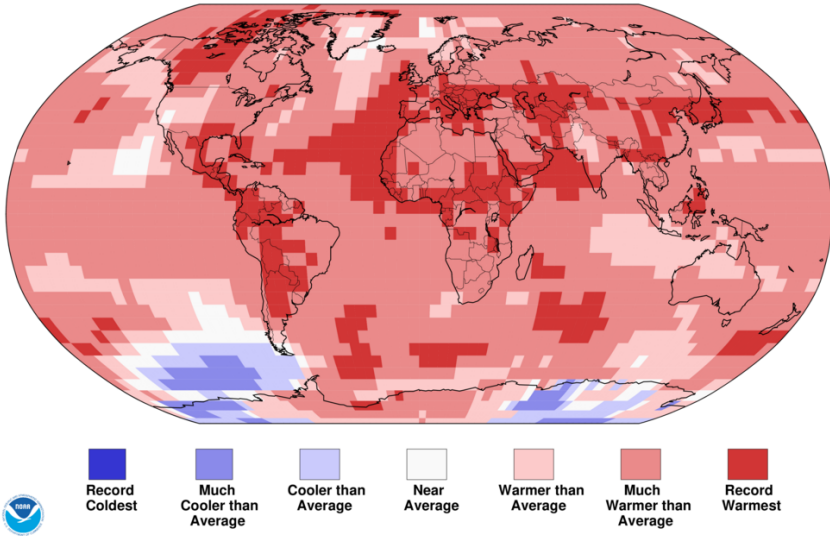 Record
Coldest
Much
Cooler than
Average
Cooler than
Average
Near
Average
Warmer than
Average
Much
Warmer than
Average
Record
Warmest
NOAA